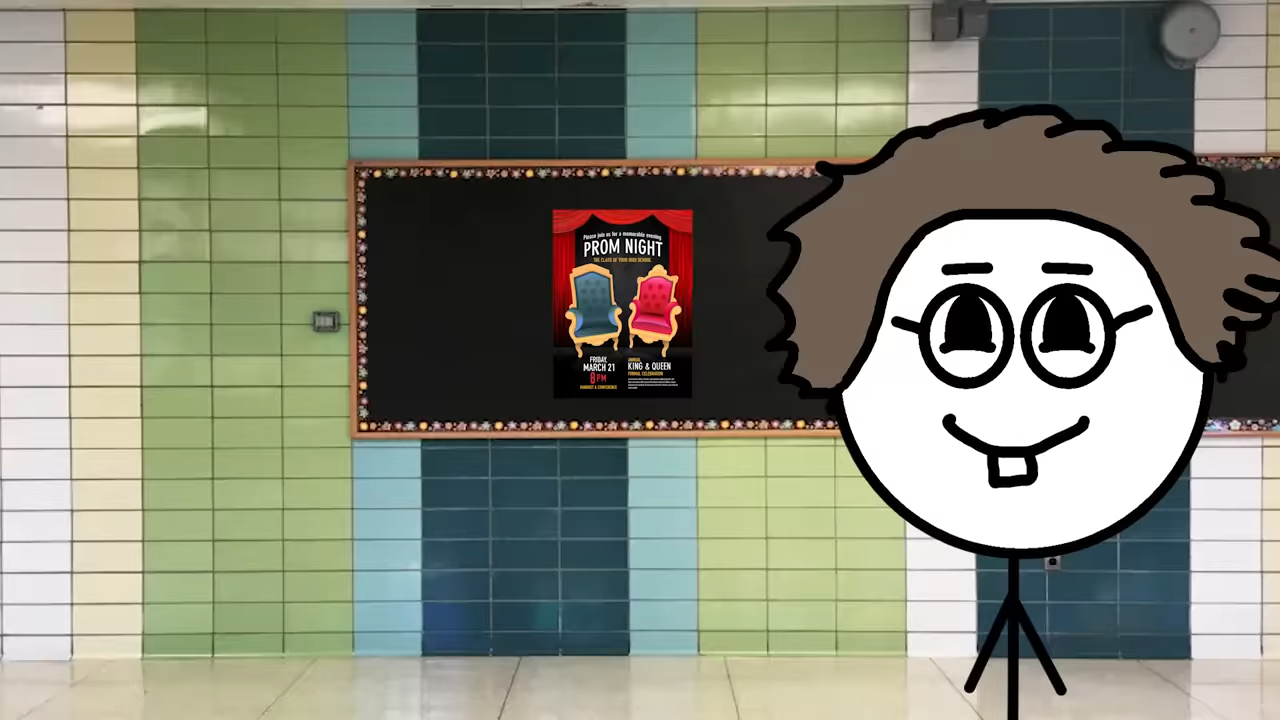 Please join us for a memorable evening
PROM NIGHT
THE CLASS OF YOUR HIGH SCHOOL
FRIDAY,
MARCH 21
8PM
ANNUAL
KING & QUEEN
FORMAL CELEBRATION